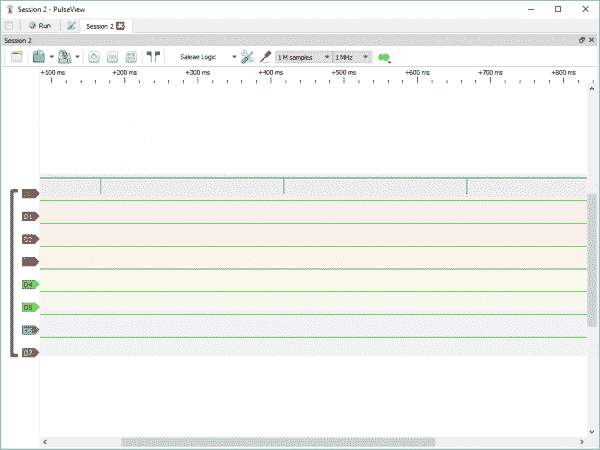 Session 2 - PulseView
Run
Session 2
Session 2
Saleae Logic
1 M samples
1 MHz
+100 ms +200 ms +300 ms +400 ms +500 ms +600 ms +700 ms +800 ms
D1
D2
D4
D5
D7